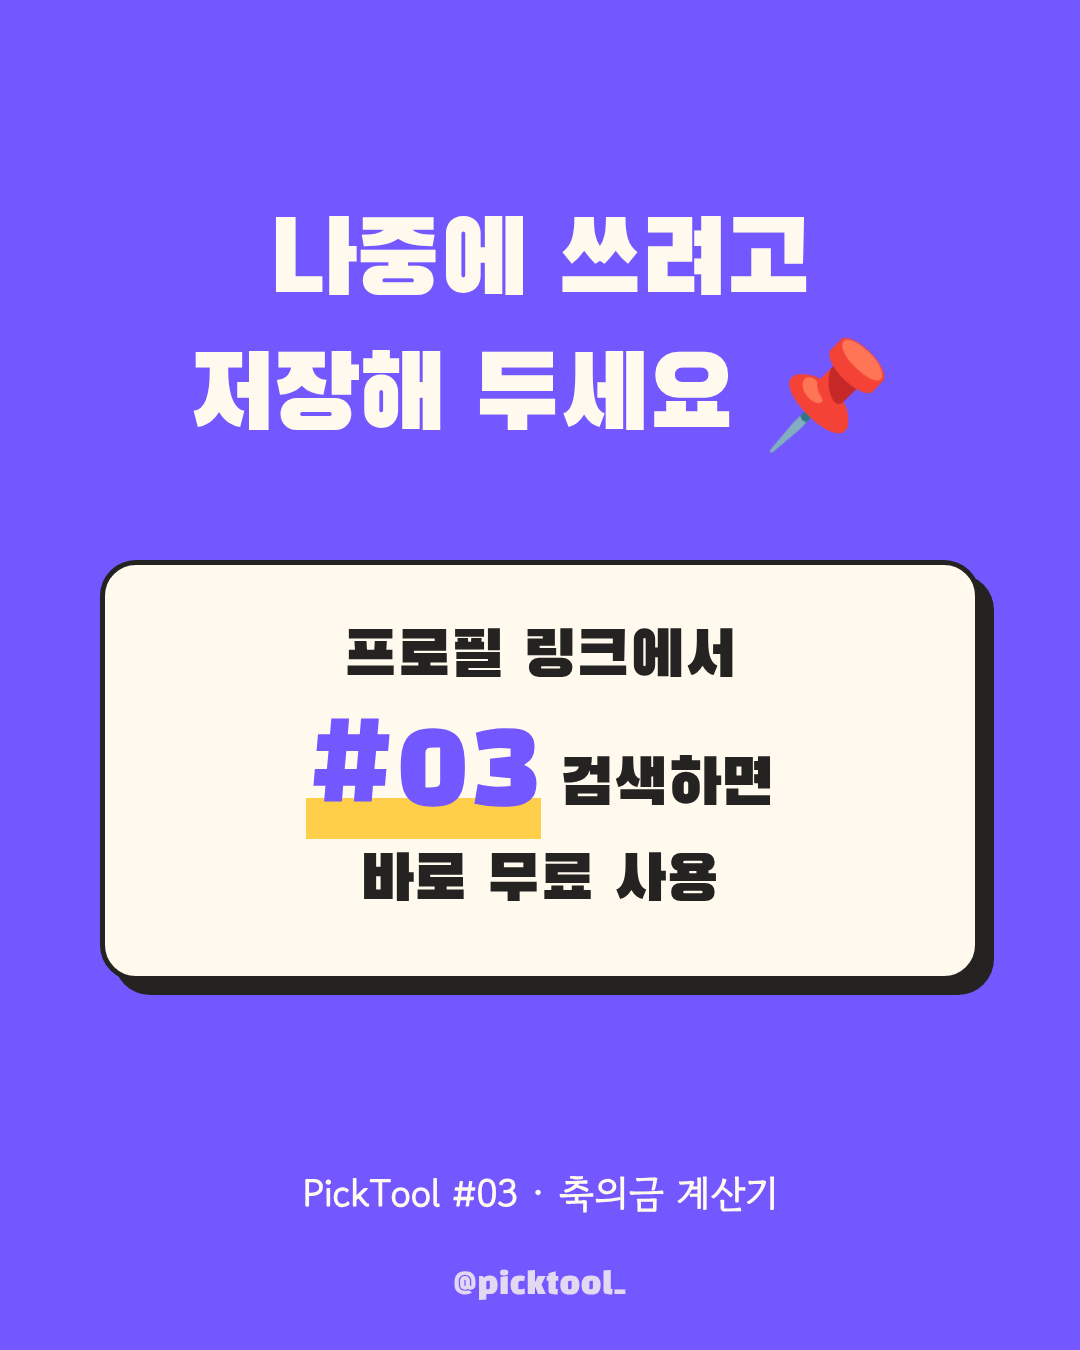 나중에 쓰려고
저장해 두세요 📌
프로필 링크에서
#03 검색하면
바로 무료 사용
PickTool #03 · 축의금 계산기
@picktool_